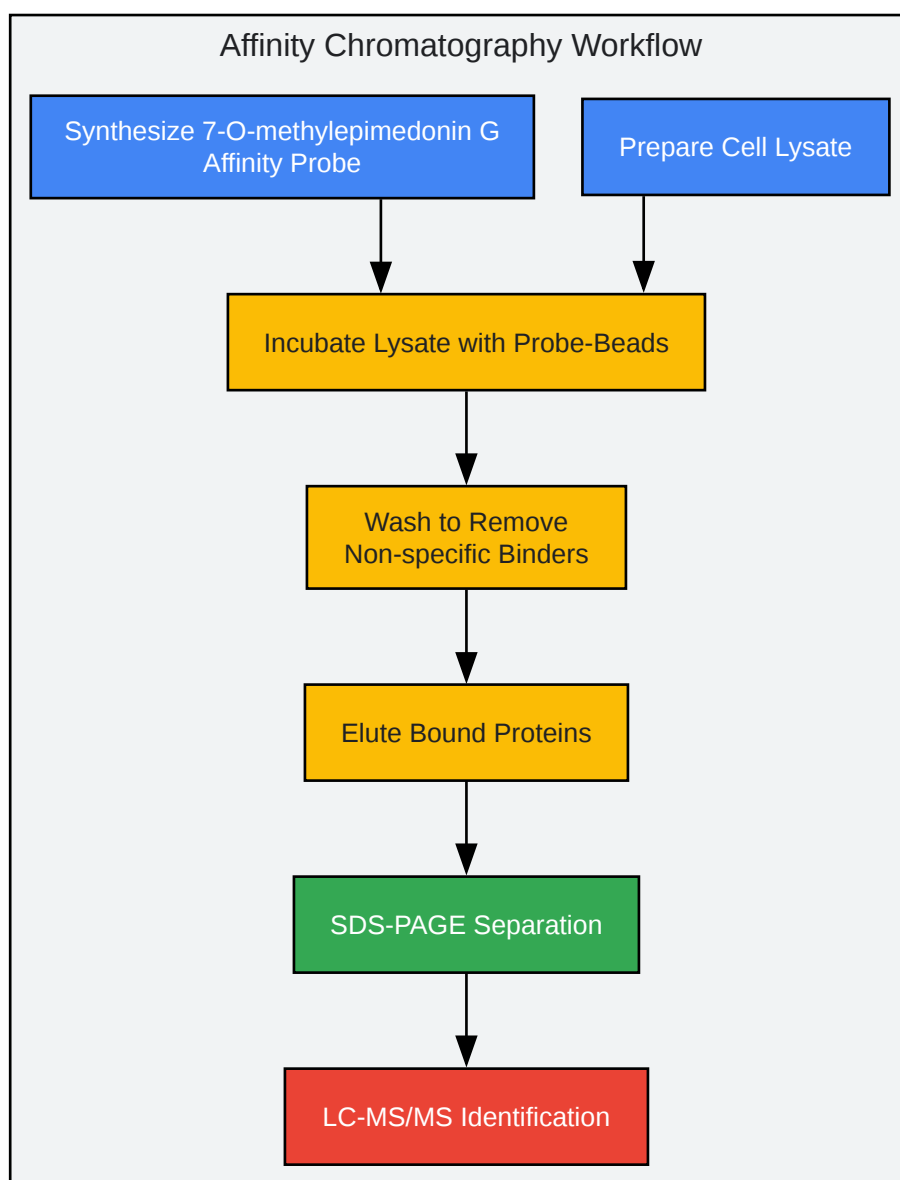 Affinity Chromatography Workflow
Synthesize 7-O-methylepimedonin G
Affinity Probe
Prepare Cell Lysate
Incubate Lysate with Probe-Beads
Wash to Remove
Non-specific Binders
Elute Bound Proteins
SDS-PAGE Separation
LC-MS/MS Identification